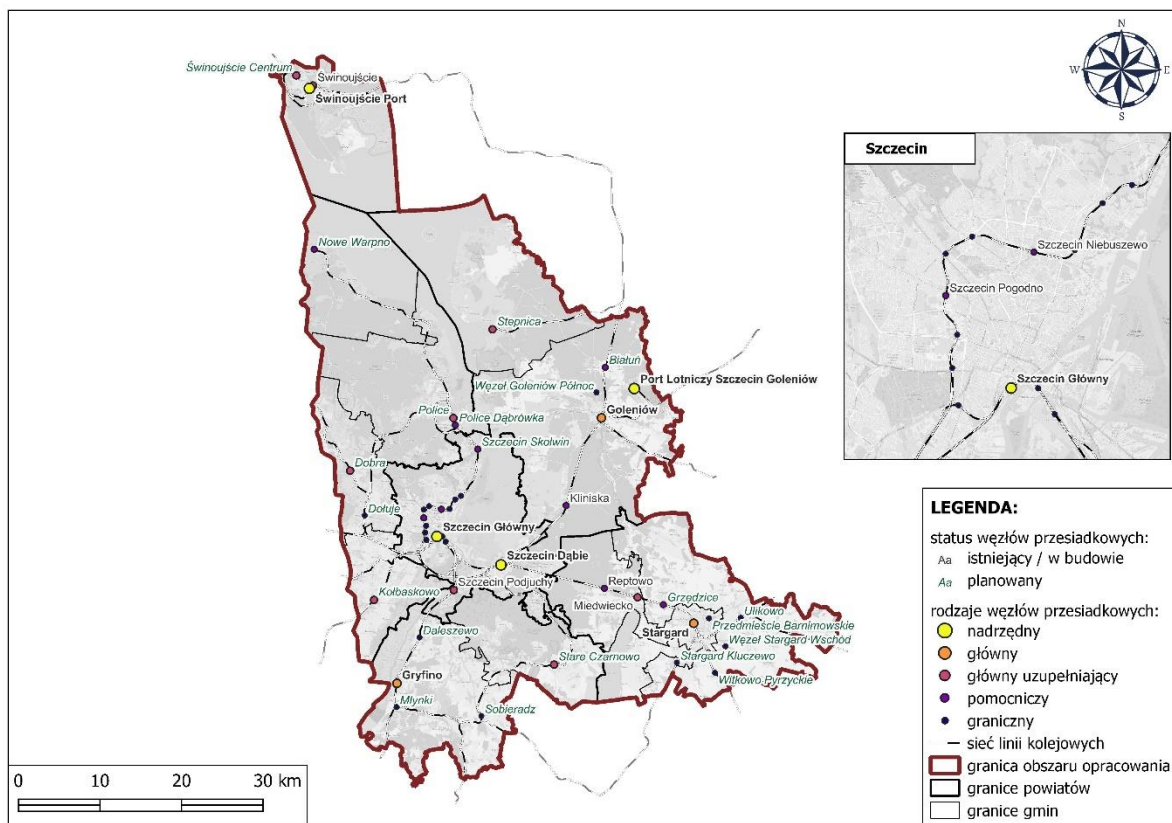 N
W
E
S
Świnoujście Centrum
Świnoujście
Świnoujście Port
Nowe Warpno
Stepnica
Białuń
Port Lotniczy Szczecin Goleniów
Węzeł Goleniów Północ
Goleniów
Police
Police Dąbrówka
Szczecin Skolwin
Dobra
Kliniska
Dołuje
Szczecin Główny
Szczecin Dąbie
Szczecin Podjuchy
Reptowo
Kołbaskowo
Miedwiecko
Grzędzice
Ulikowo
Przedmieście Barnimowskie
Stargard
Węzeł Stargard-Wschód
Daleszewo
Stare Czarnowo
Stargard Kluczewo
Gryfino
Witkowo Pyrzyckie
Młynki
Sobieradz
Szczecin
Szczecin Niebuszewo
Szczecin Pogodno
Szczecin Główny
LEGENDA:
status węzłów przesiadkowych:
Aa istniejący / w budowie
Aa planowany
rodzaje węzłów przesiadkowych:
nadrzędny
główny
główny uzupełniający
pomocniczy
graniczny
sieć linii kolejowych
granica obszaru opracowania
granice powiatów
granice gmin
0 10 20 30 km